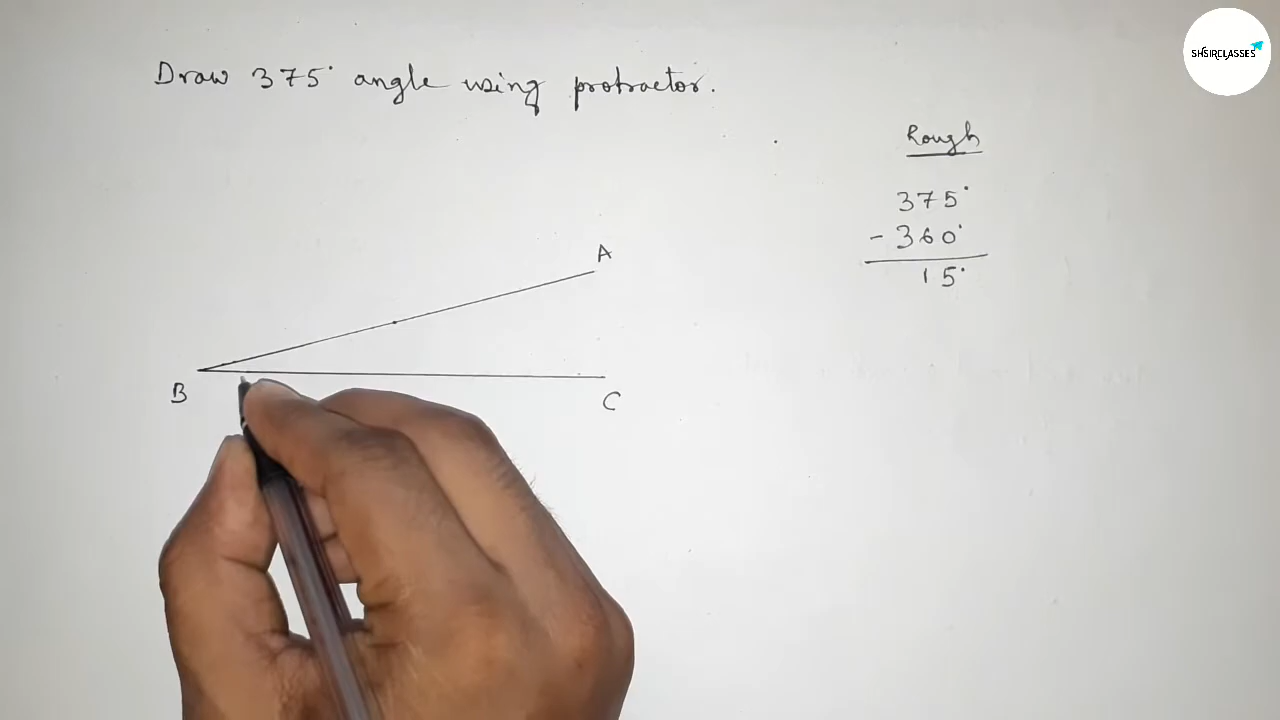 SHSIRCLASSES
Draw 375° angle using protractor.
Rough
375°
- 360°
15°
A
B
C